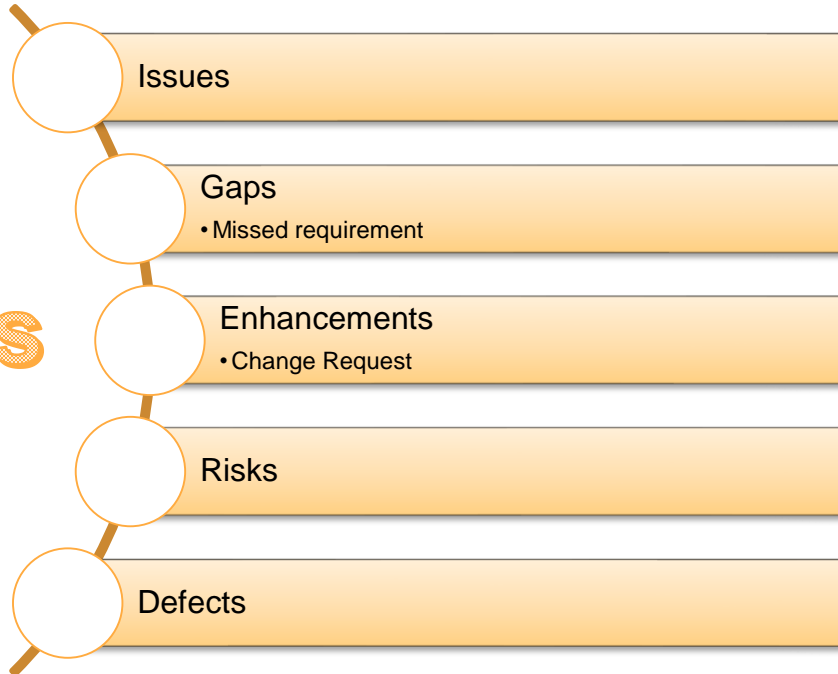 Issues
Gaps
• Missed requirement
Enhancements
• Change Request
Risks
Defects